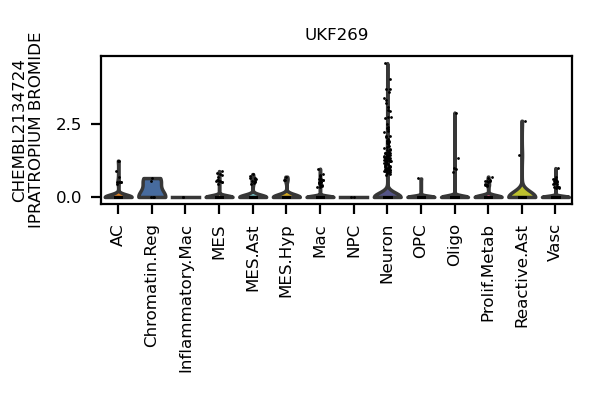 UKF269
CHEMBL2134724
IPRATROPIUM BROMIDE
2.5
0.0
AC
Chromatin.Reg
Inflammatory.Mac
MES
MES.Ast
MES.Hyp
Mac
NPC
Neuron
OPC
Oligo
Prolif.Metab
Reactive.Ast
Vasc